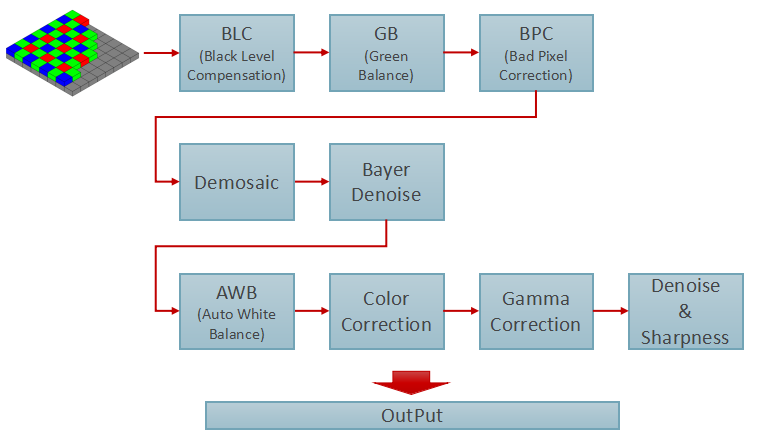 BLC
(Black Level
Compensation)
GB
(Green
Balance)
BPC
(Bad Pixel
Correction)
Demosaic
Bayer
Denoise
AWB
(Auto White
Balance)
Color
Correction
Gamma
Correction
Denoise
&
Sharpness
OutPut